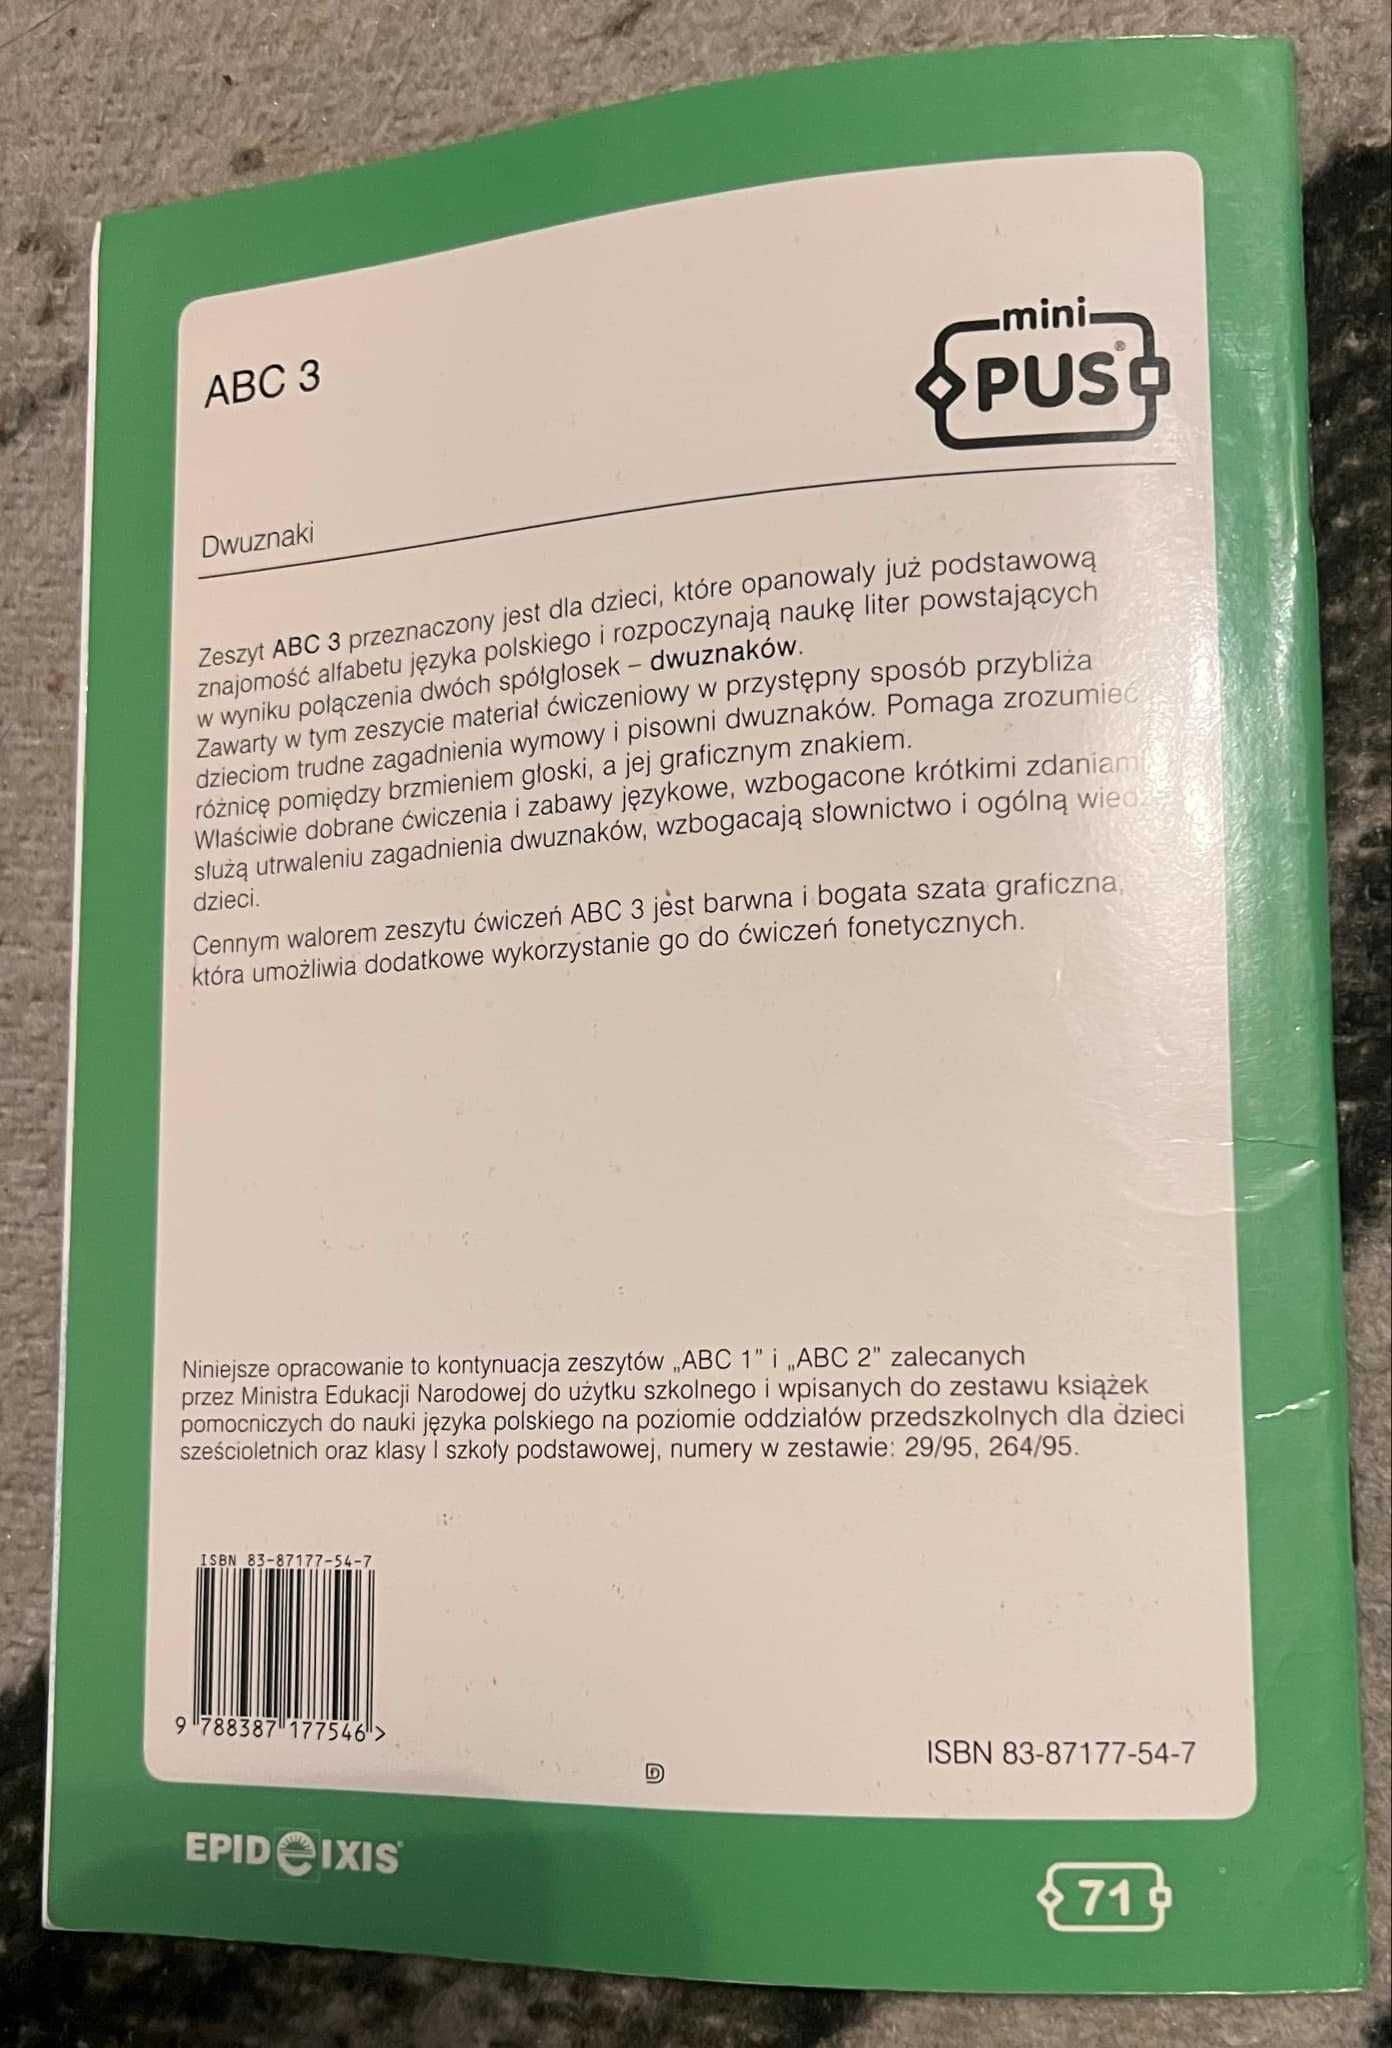 ABC 3
mini
PUS®
Dwuznaki
Zeszyt ABC 3 przeznaczony jest dla dzieci, które opanowały już podstawową
znajomość alfabetu języka polskiego i rozpoczynają naukę liter powstających
w wyniku połączenia dwóch spółgłosek – dwuznaków.
Zawarty w tym zeszycie materiał ćwiczeniowy w przystępny sposób przybliża
dzieciom trudne zagadnienia wymowy i pisowni dwuznaków. Pomaga zrozumieć
różnicę pomiędzy brzmieniem głoski, a jej graficznym znakiem.
Właściwie dobrane ćwiczenia i zabawy językowe, wzbogacone krótkimi zdaniami
służą utrwaleniu zagadnienia dwuznaków, wzbogacają słownictwo i ogólną
dzieci.
Cennym walorem zeszytu ćwiczeń ABC 3 jest barwna i bogata szata graficzna,
która umożliwia dodatkowe wykorzystanie go do ćwiczeń fonetycznych.
Niniejsze opracowanie to kontynuacja zeszytów „ABC 1” i „ABC 2” zalecanych
przez Ministra Edukacji Narodowej do użytku szkolnego i wpisanych do zestawu książek
pomocniczych do nauki języka polskiego na poziomie oddziałów przedszkolnych dla dzieci
sześcioletnich oraz klasy I szkoły podstawowej, numery w zestawie: 29/95, 264/95.
ISBN 83-87177-54-7
9 788387 177546 >
ISBN 83-87177-54-7
D
EPIDEIXIS®
71